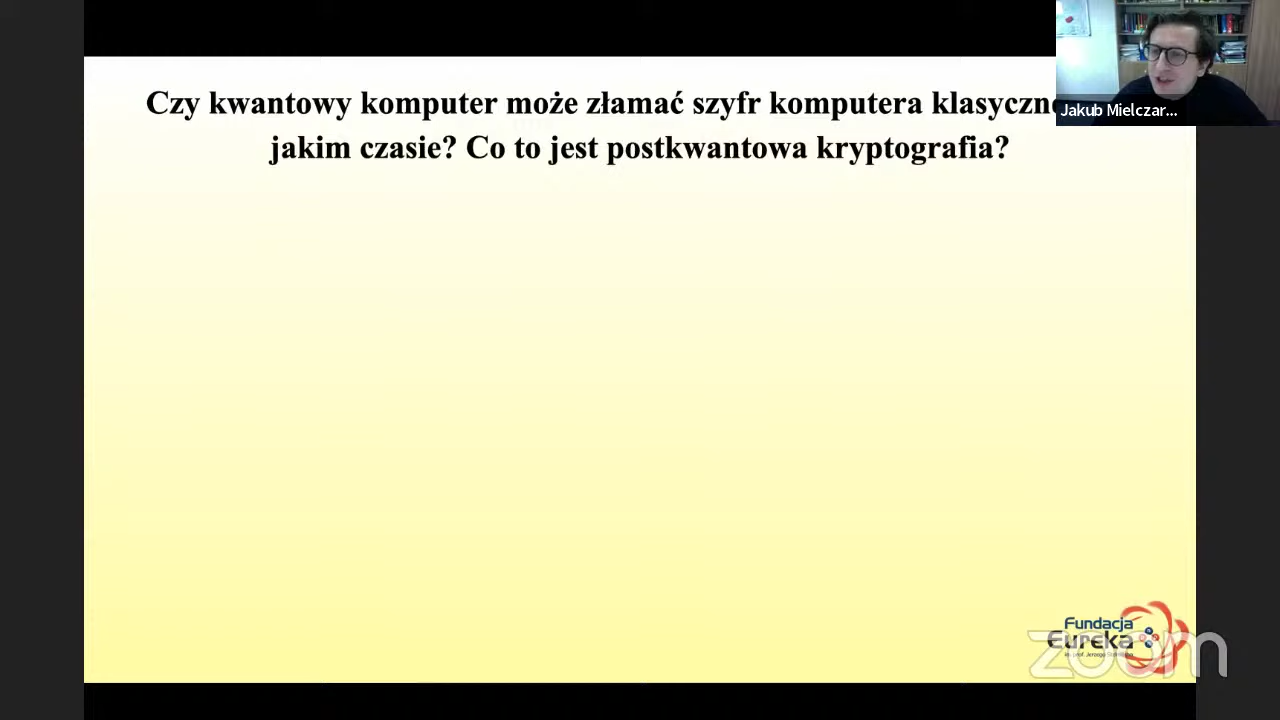 Czy kwantowy komputer może złamać szyfr komputera klasyczn
jakim czasie? Co to jest postkwantowa kryptografia?
Jakub Mielczar...
Fundacja
Eureka
zoom